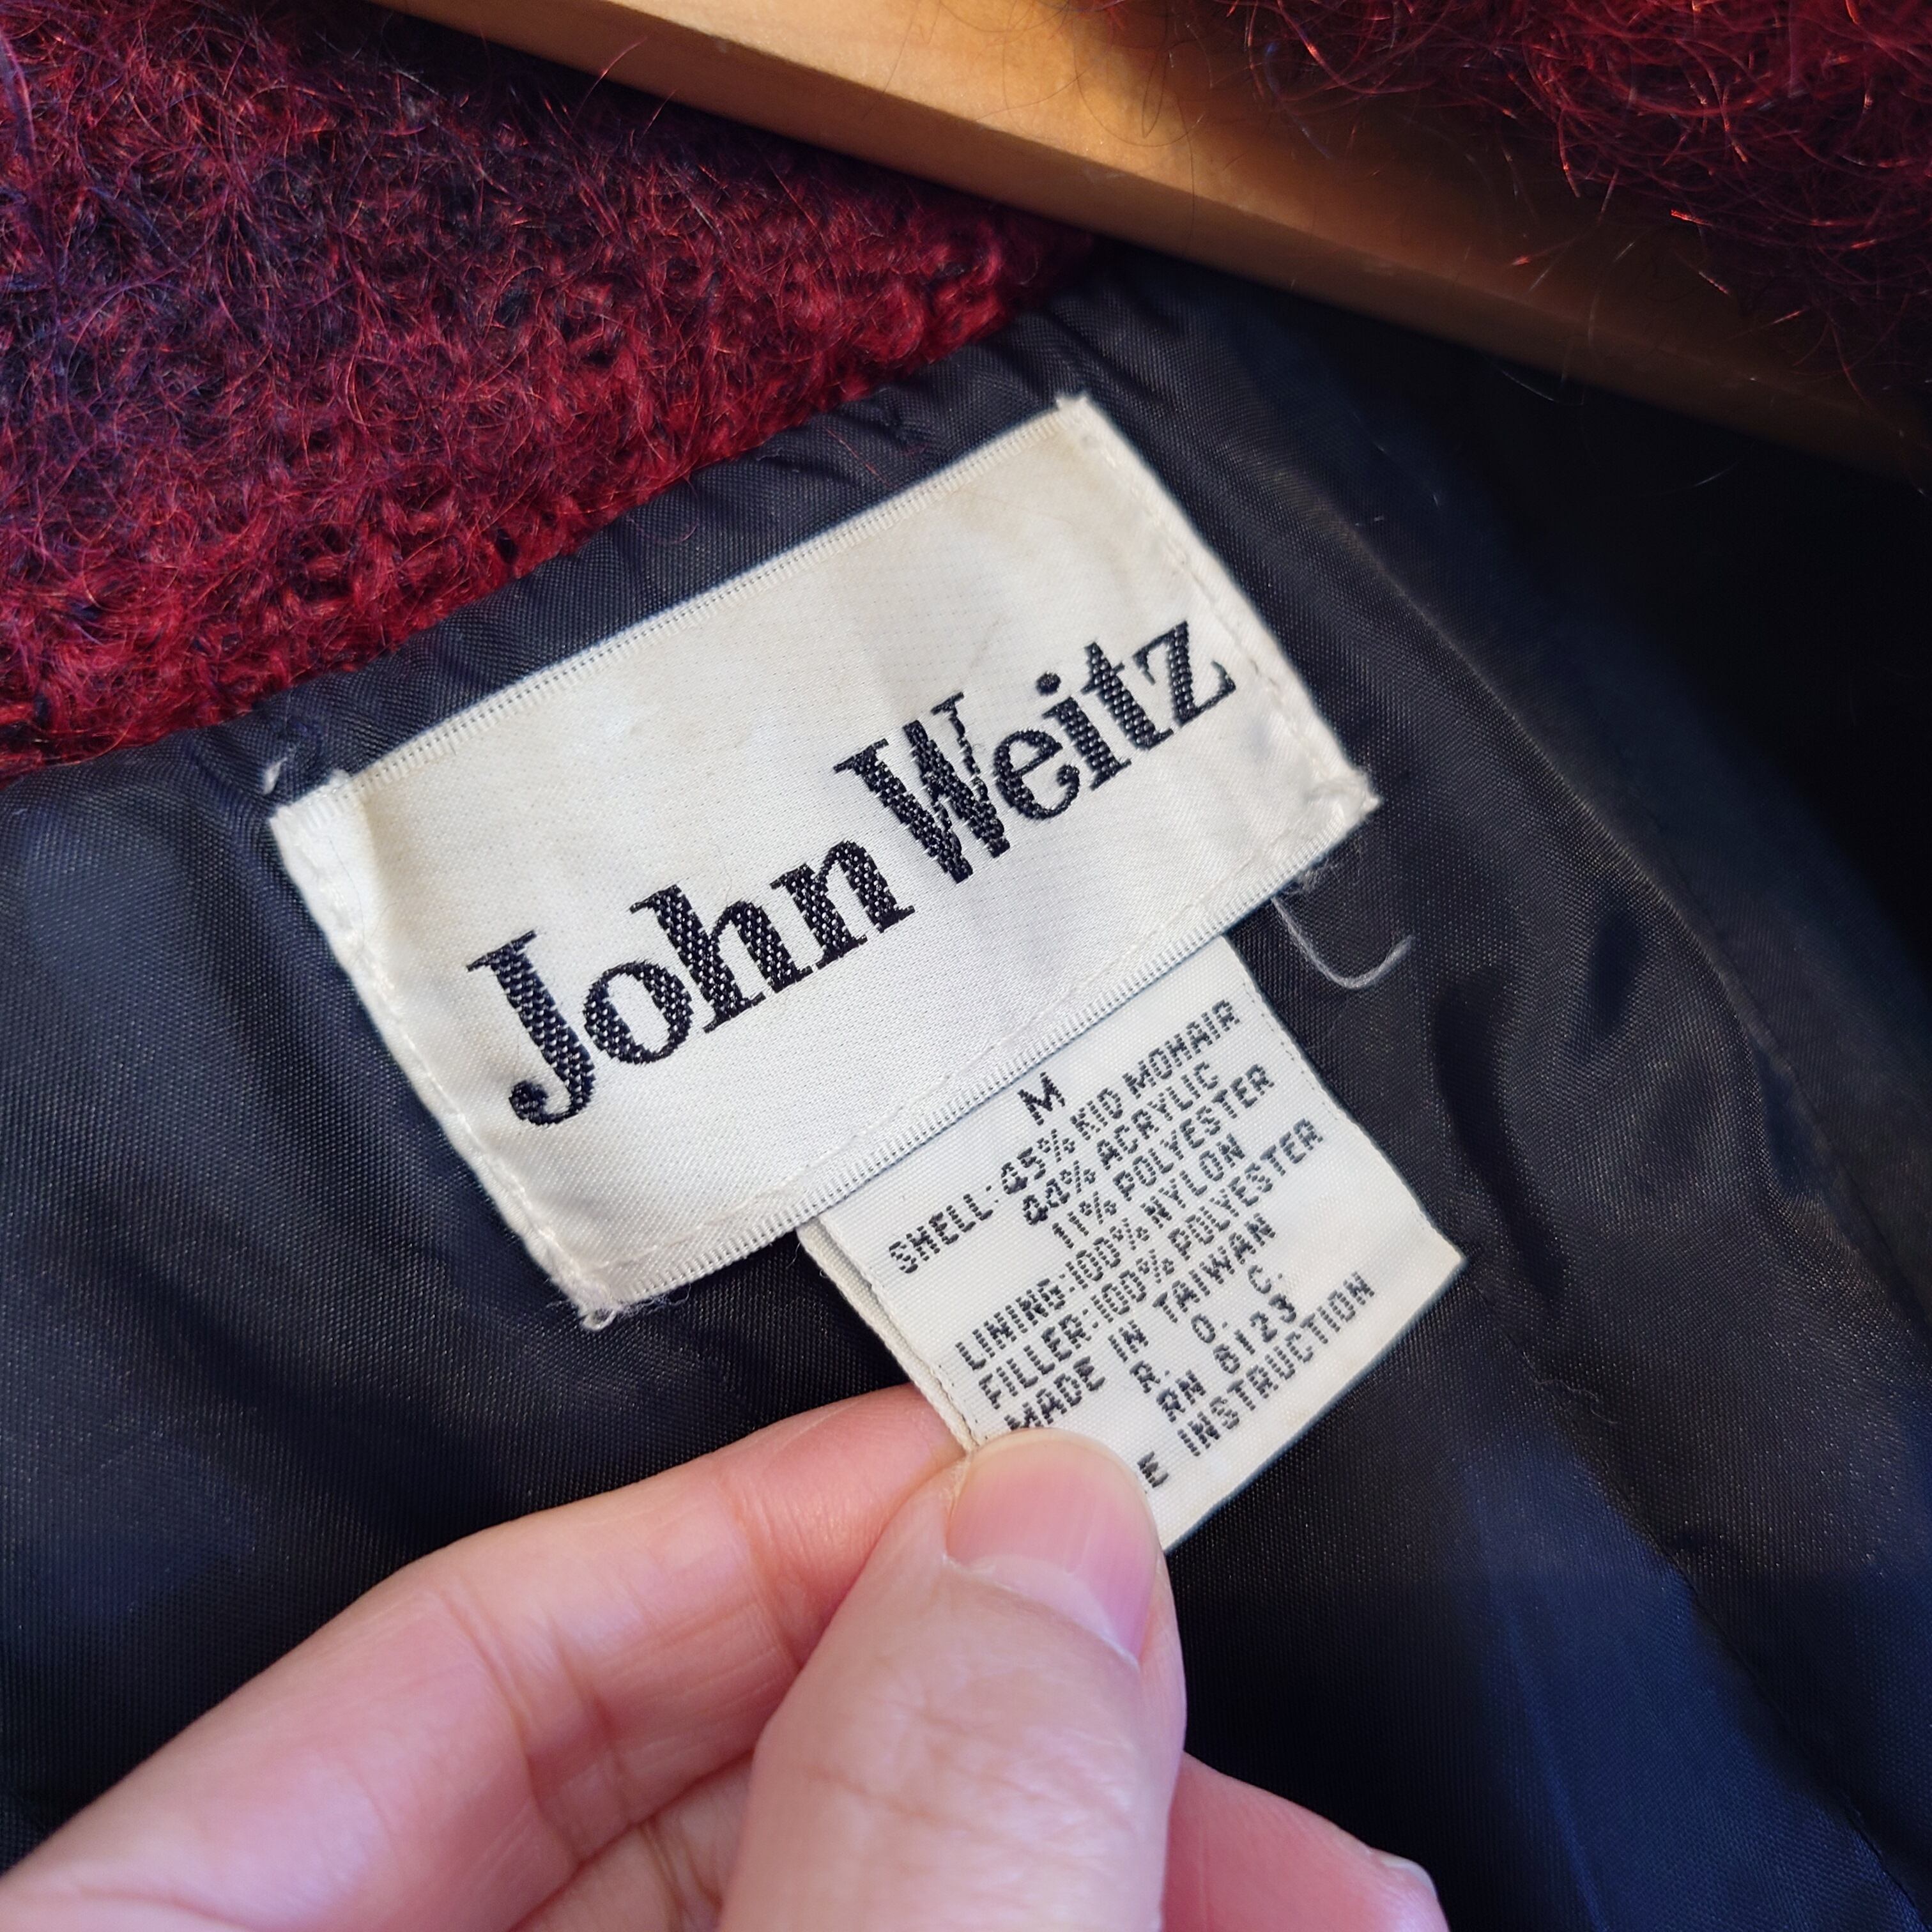 John Weitz
M
SHELL: 45% KID MOHAIR
44% ACRYLIC
11% POLYESTER
LINING: 100% NYLON
FILLER: 100% POLYESTER
MADE IN TAIWAN
R. O. C.
RN 8123
E INSTRUCTION